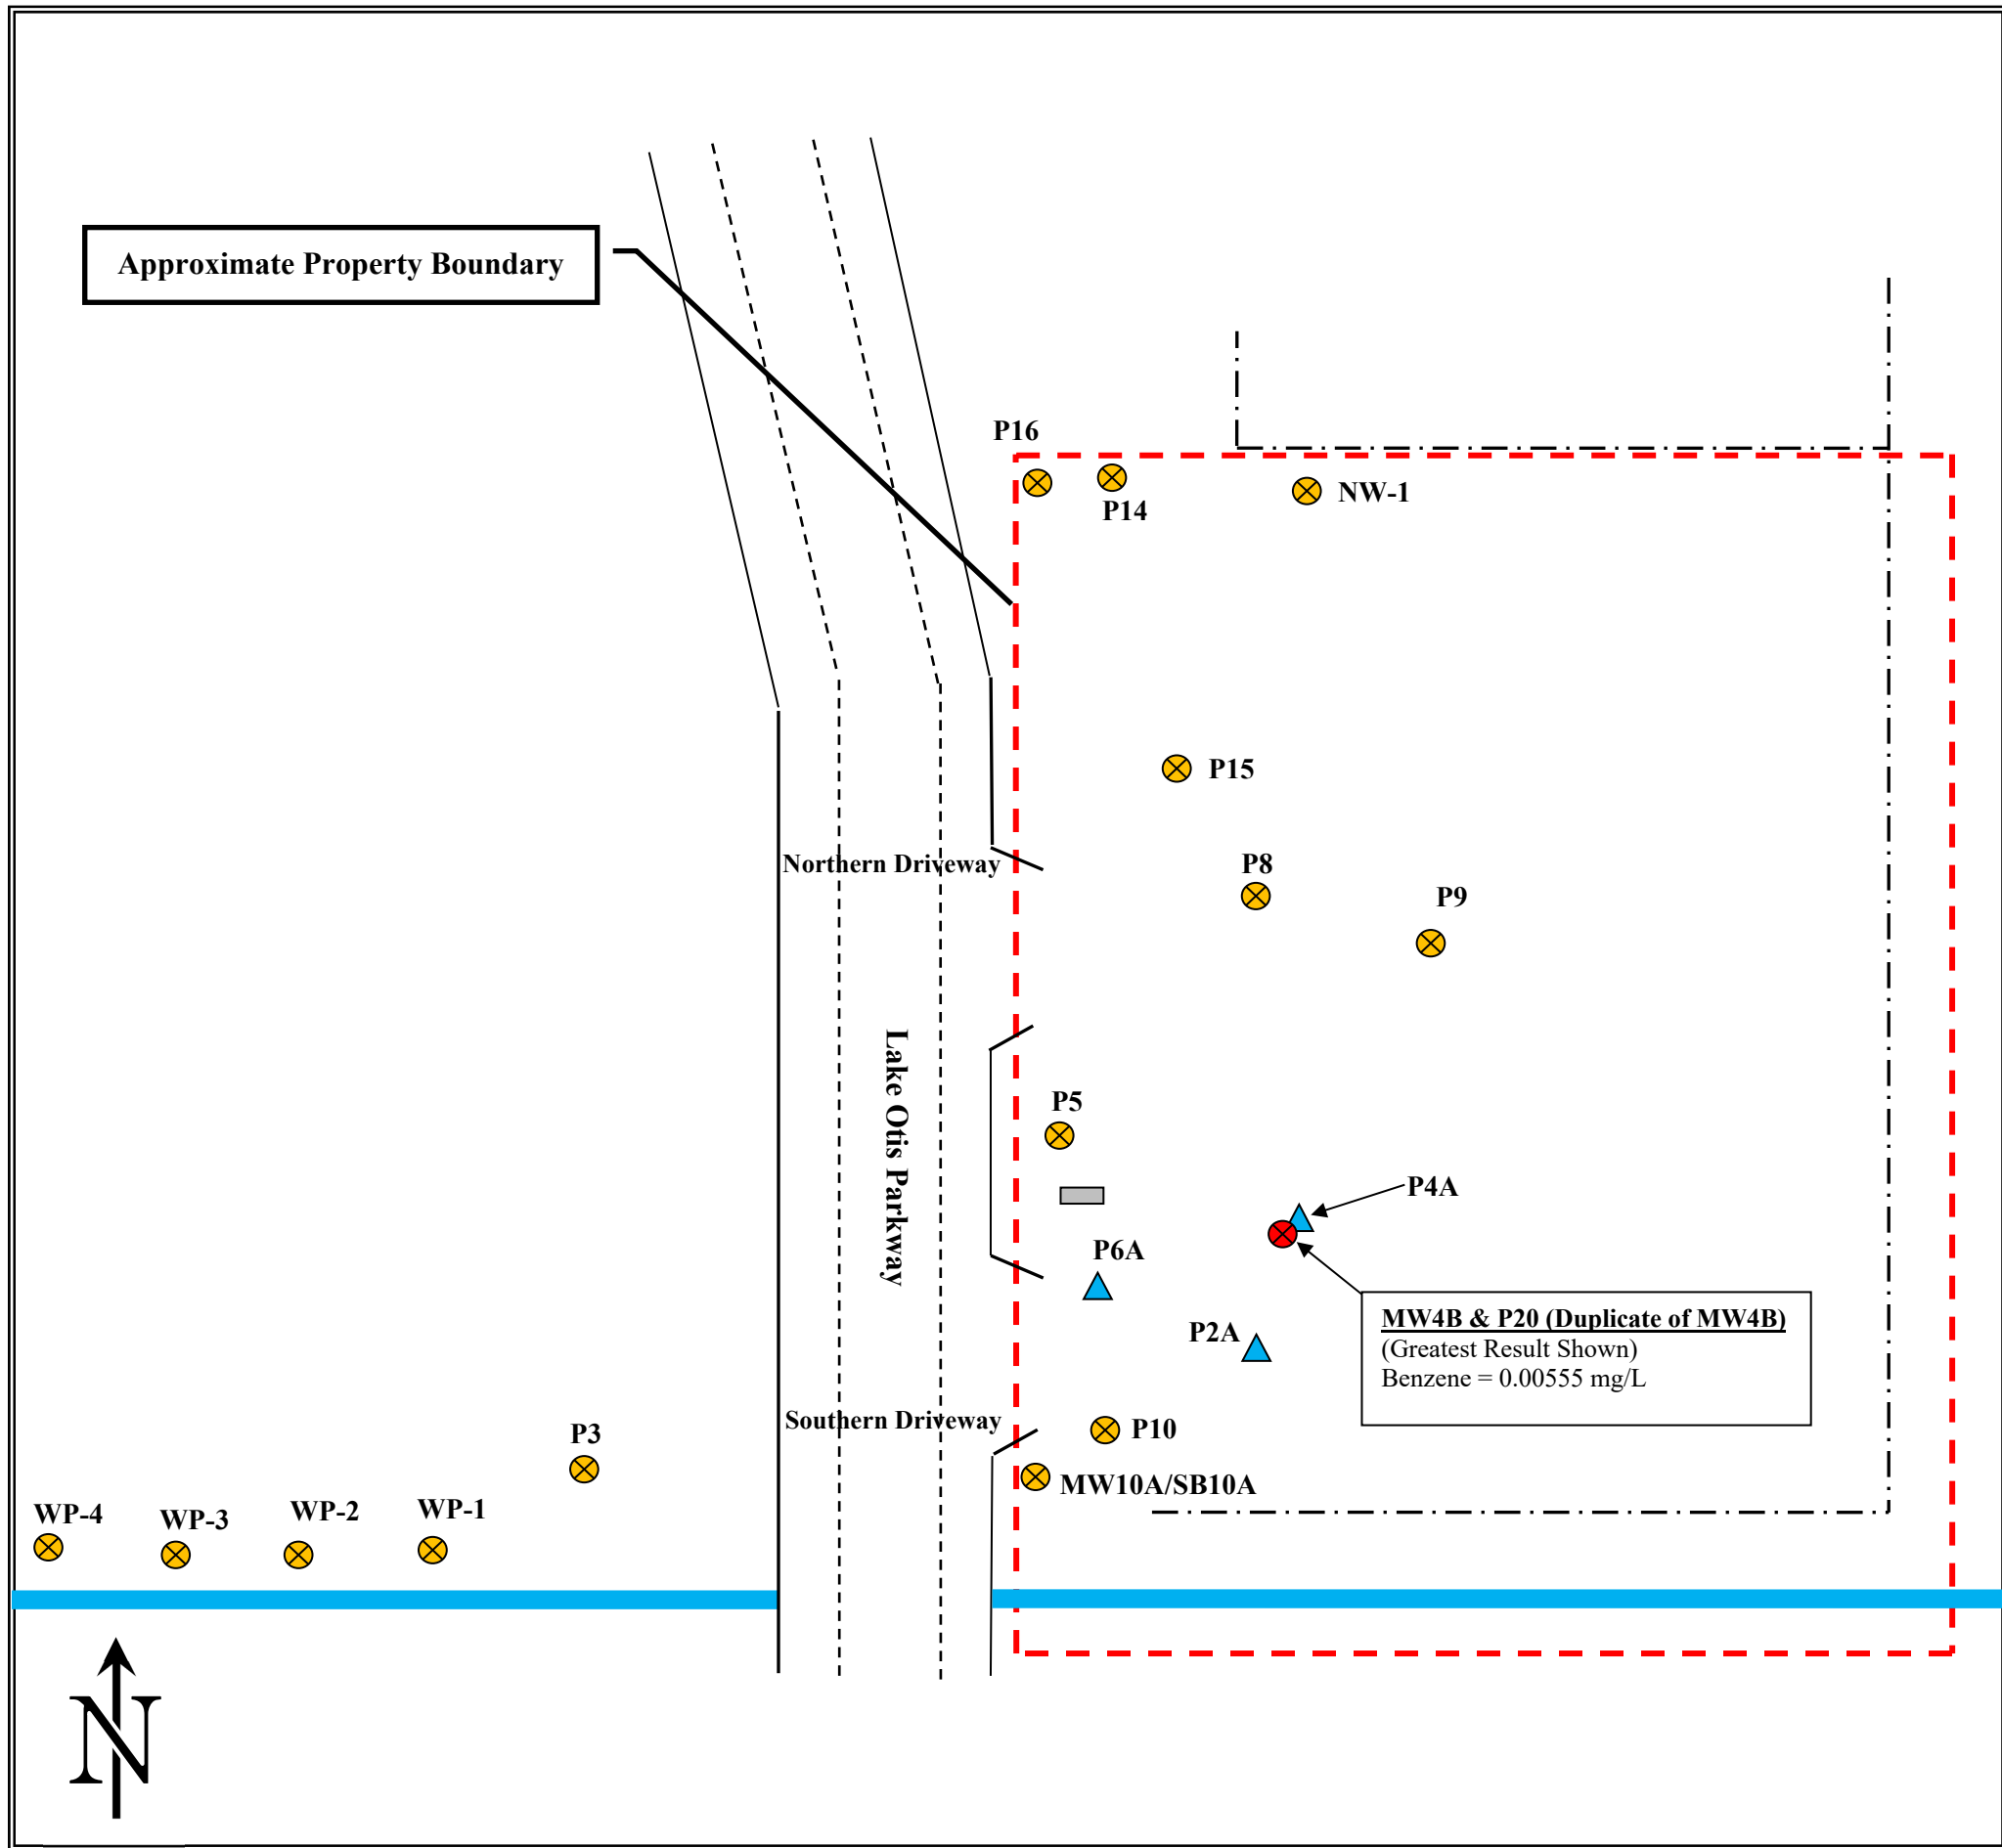 Approximate Property Boundary
P16
P14
NW-1
P15
Northern Driveway
P8
P9
Lake Otis Parkway
P5
P4A
P6A
MW4B & P20 (Duplicate of MW4B)
(Greatest Result Shown)
Benzene = 0.00555 mg/L
P2A
Southern Driveway
P10
P3
MW10A/SB10A
WP-4
WP-3
WP-2
WP-1
N